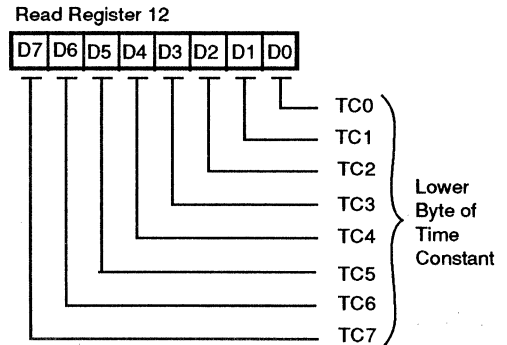 Read Register 12
D7 D6 D5 D4 D3 D2 D1 D0
TC0
TC1
TC2
TC3
TC4
TC5
TC6
TC7
Lower
Byte of
Time
Constant